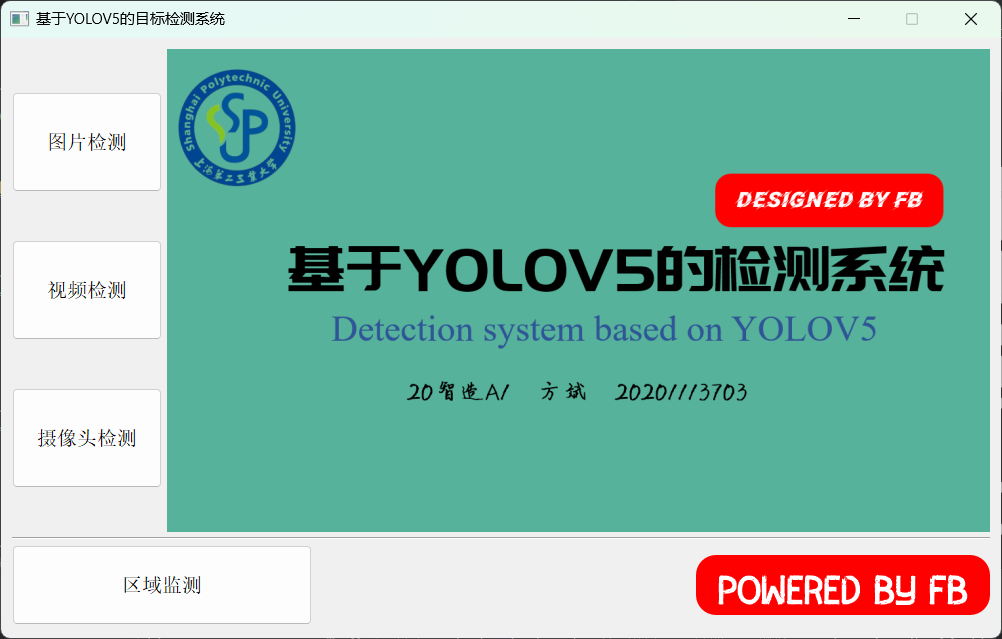 基于YOLOV5的目标检测系统
图片检测
视频检测
摄像头检测
区域监测
Shanghai Polytechnic University
上海第二工业大学
DESIGNED BY FB
基于YOLOV5的检测系统
Detection system based on YOLOV5
20智造A1 方斌 20201113703
POWERED BY FB